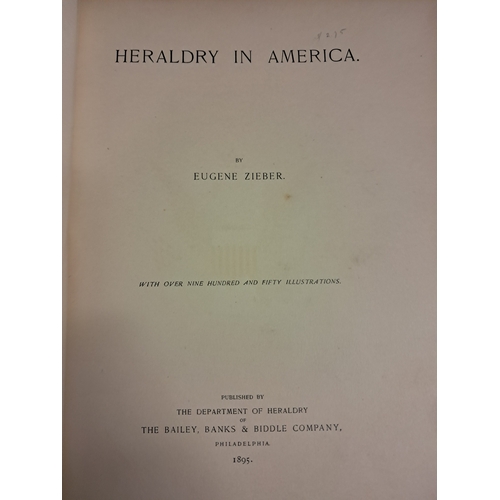 HERALDRY IN AMERICA.
BY
EUGENE ZIEBER.
WITH OVER NINE HUNDRED AND FIFTY ILLUSTRATIONS.
PUBLISHED BY
THE DEPARTMENT OF HERALDRY
OF
THE BAILEY, BANKS & BIDDLE COMPANY,
PHILADELPHIA.
1895.